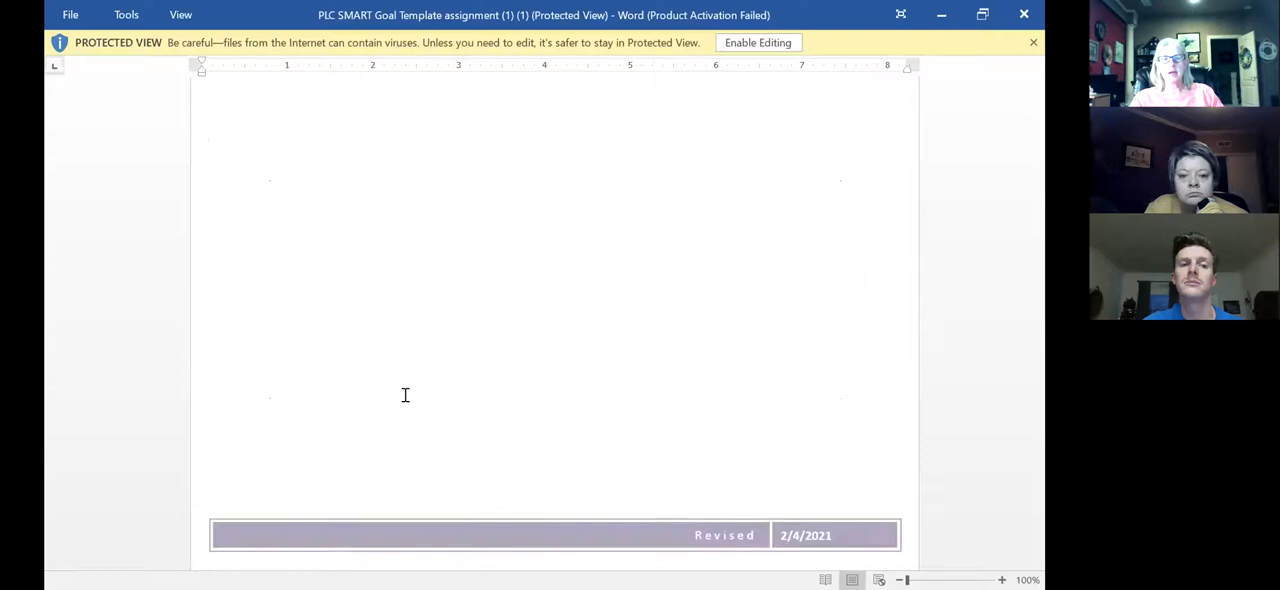 File Tools View PLC SMART Goal Template assignment (1) (1) (Protected View) - Word (Product Activation Failed)
PROTECTED VIEW Be careful—files from the Internet can contain viruses. Unless you need to edit, it's safer to stay in Protected View. Enable Editing
1 2 3 4 5 6 7 8
Revised 2/4/2021
100%